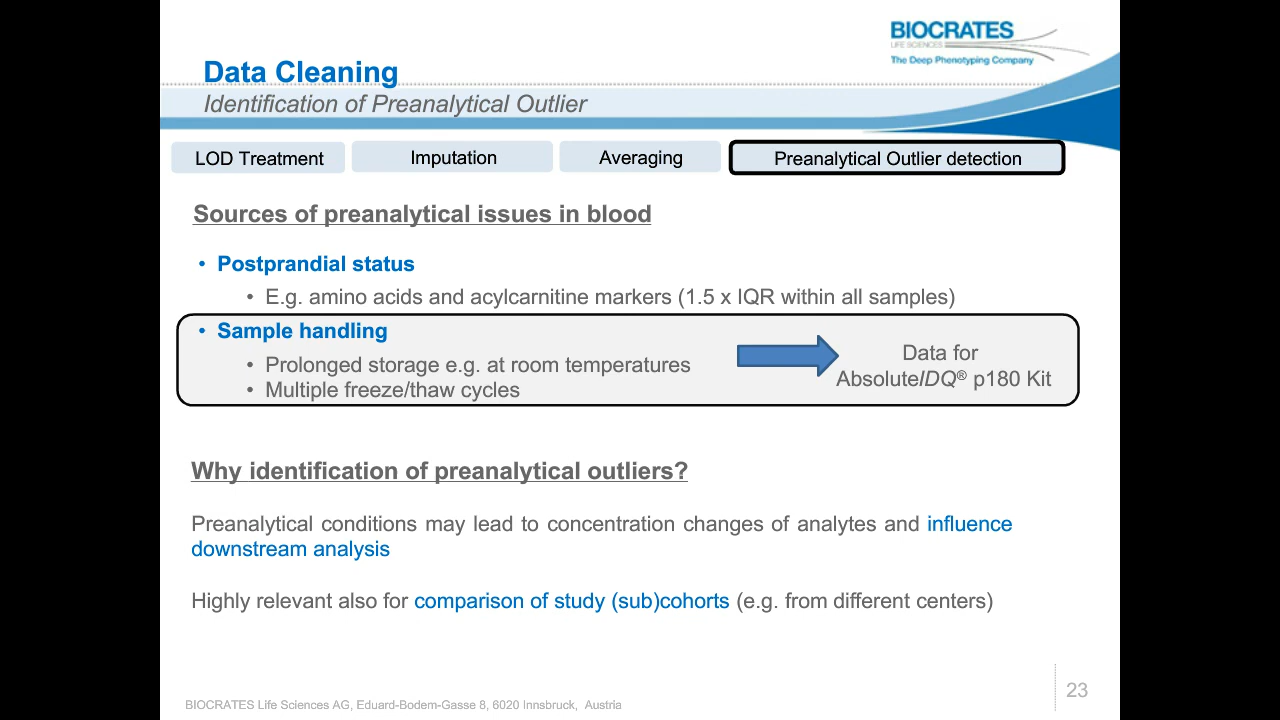 BIOCRATES
LIFE SCIENCES
The Deep Phenotyping Company
Data Cleaning
Identification of Preanalytical Outlier
LOD Treatment
Imputation
Averaging
Preanalytical Outlier detection
Sources of preanalytical issues in blood
• Postprandial status
• E.g. amino acids and acylcarnitine markers (1.5 x IQR within all samples)
• Sample handling
• Prolonged storage e.g. at room temperatures
• Multiple freeze/thaw cycles
Data for
AbsoluteIDQ® p180 Kit
Why identification of preanalytical outliers?
Preanalytical conditions may lead to concentration changes of analytes and influence
downstream analysis
Highly relevant also for comparison of study (sub)cohorts (e.g. from different centers)
BIOCRATES Life Sciences AG, Eduard-Bodem-Gasse 8, 6020 Innsbruck, Austria
23